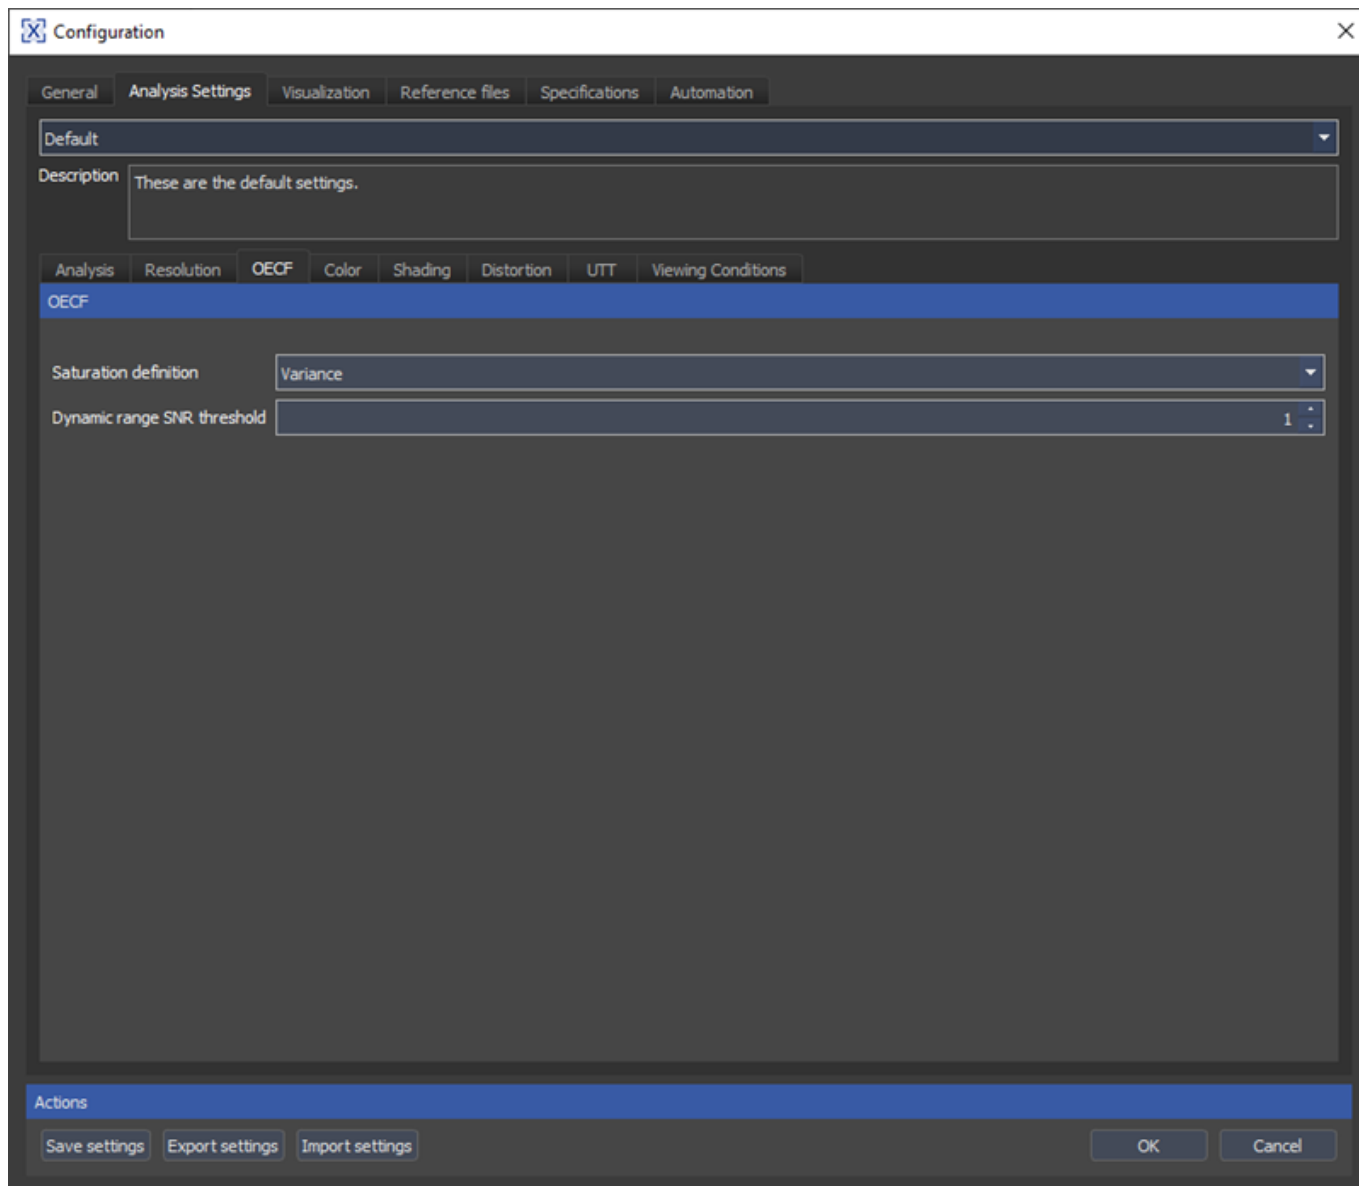 Configuration
General Analysis Settings Visualization Reference files Specifications Automation
Default
Description These are the default settings.
Analysis Resolution OECF Color Shading Distortion UTT Viewing Conditions
OECF
Saturation definition Variance
Dynamic range SNR threshold 1
Actions
Save settings Export settings Import settings OK Cancel